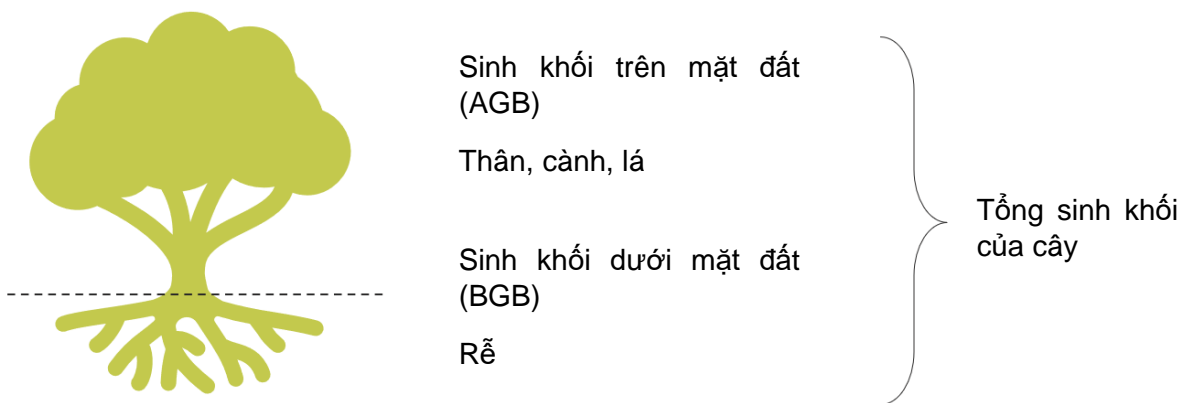 Sinh khối trên mặt đất
(AGB)
Thân, cành, lá
Sinh khối dưới mặt đất
(BGB)
Rễ
Tổng sinh khối
của cây